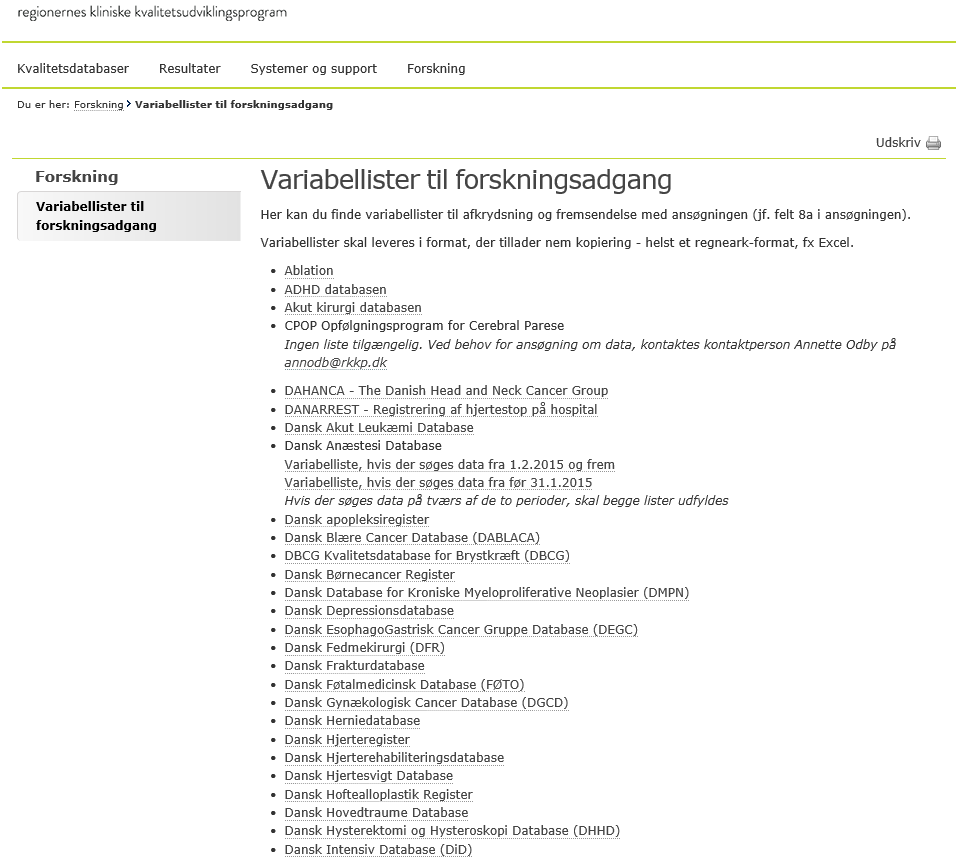 regionernes kliniske kvalitetsudviklingsprogram
Kvalitetsdatabaser Resultater Systemer og support Forskning
Du er her: Forskning › Variabellister til forskningsadgang
Udskriv
Forskning
Variabellister til
forskningsadgang
Variabellister til forskningsadgang
Her kan du finde variabellister til afkrydsning og fremsendelse med ansøgningen (jf. felt 8a i ansøgningen).
Variabellister skal leveres i format, der tillader nem kopiering - helst et regneark-format, fx Excel.
• Ablation
• ADHD databasen
• Akut kirurgi databasen
• CPOP Opfølgningsprogram for Cerebral Parese
Ingen liste tilgængelig. Ved behov for ansøgning om data, kontaktes kontaktperson Annette Odby på
annodb@rkkp.dk
• DAHANCA - The Danish Head and Neck Cancer Group
• DANARREST - Registrering af hjertestop på hospital
• Dansk Akut Leukæmi Database
• Dansk Anæstesi Database
Variabelliste, hvis der søges data fra 1.2.2015 og frem
Variabelliste, hvis der søges data fra før 31.1.2015
Hvis der søges data på tværs af de to perioder, skal begge lister udfyldes
• Dansk apopleksiregister
• Dansk Blære Cancer Database (DABLACA)
• DBCG Kvalitetsdatabase for Brystkræft (DBCG)
• Dansk Børnecancer Register
• Dansk Database for Kroniske Myeloproliferative Neoplasier (DMPN)
• Dansk Depressionsdatabase
• Dansk EsophagoGastrisk Cancer Gruppe Database (DEGC)
• Dansk Fedmekirurgi (DFR)
• Dansk Frakturdatabase
• Dansk Føtalmedicinsk Database (FØTO)
• Dansk Gynækologisk Cancer Database (DGCD)
• Dansk Herniedatabase
• Dansk Hjerteregister
• Dansk Hjerterehabiliteringsdatabase
• Dansk Hjertesvigt Database
• Dansk Hoftealloplastik Register
• Dansk Hovedtraume Database
• Dansk Hysterektomi og Hysteroskopi Database (DHHD)
• Dansk Intensiv Database (DiD)